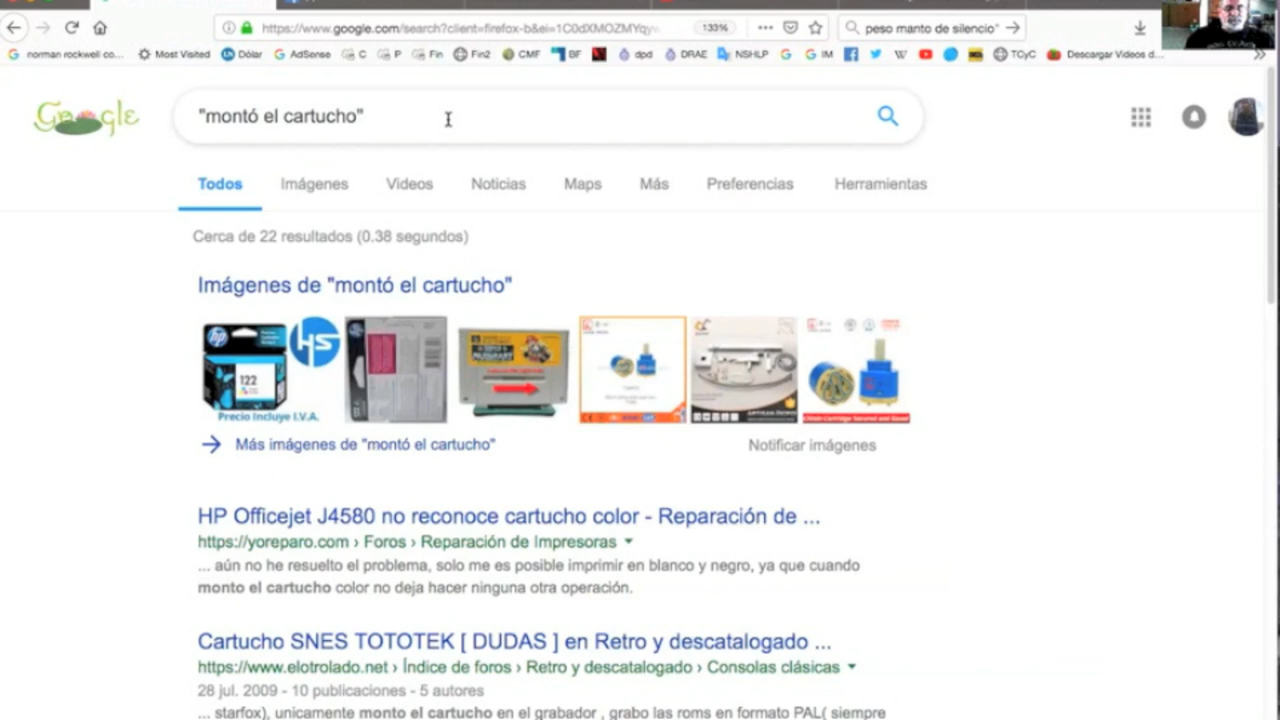 https://www.google.com/search?client=firefox-b&ei=1C0dXMOZMYqyw
133%
peso manto de silencio"
norman rockwell co... Most Visited Dólar AdSense C P Fin Fin2 CMF BF dpd DRAE NSHLP G IM TCyC Descargar Videos d...
Google
"montó el cartucho"
Todos Imágenes Videos Noticias Maps Más Preferencias Herramientas
Cerca de 22 resultados (0.38 segundos)
Imágenes de "montó el cartucho"
hp
HS
122
Precio Incluye I.V.A.
Más imágenes de "montó el cartucho"
Notificar imágenes
HP Officejet J4580 no reconoce cartucho color - Reparación de ...
https://yoreparo.com › Foros › Reparación de Impresoras
... aún no he resuelto el problema, solo me es posible imprimir en blanco y negro, ya que cuando
monto el cartucho color no deja hacer ninguna otra operación.
Cartucho SNES TOTOTEK [ DUDAS ] en Retro y descatalogado ...
https://www.elotrolado.net › Índice de foros › Retro y descatalogado › Consolas clásicas
28 jul. 2009 - 10 publicaciones - 5 autores
... starfox), unicamente monto el cartucho en el grabador , grabo las roms en formato PAL( siempre